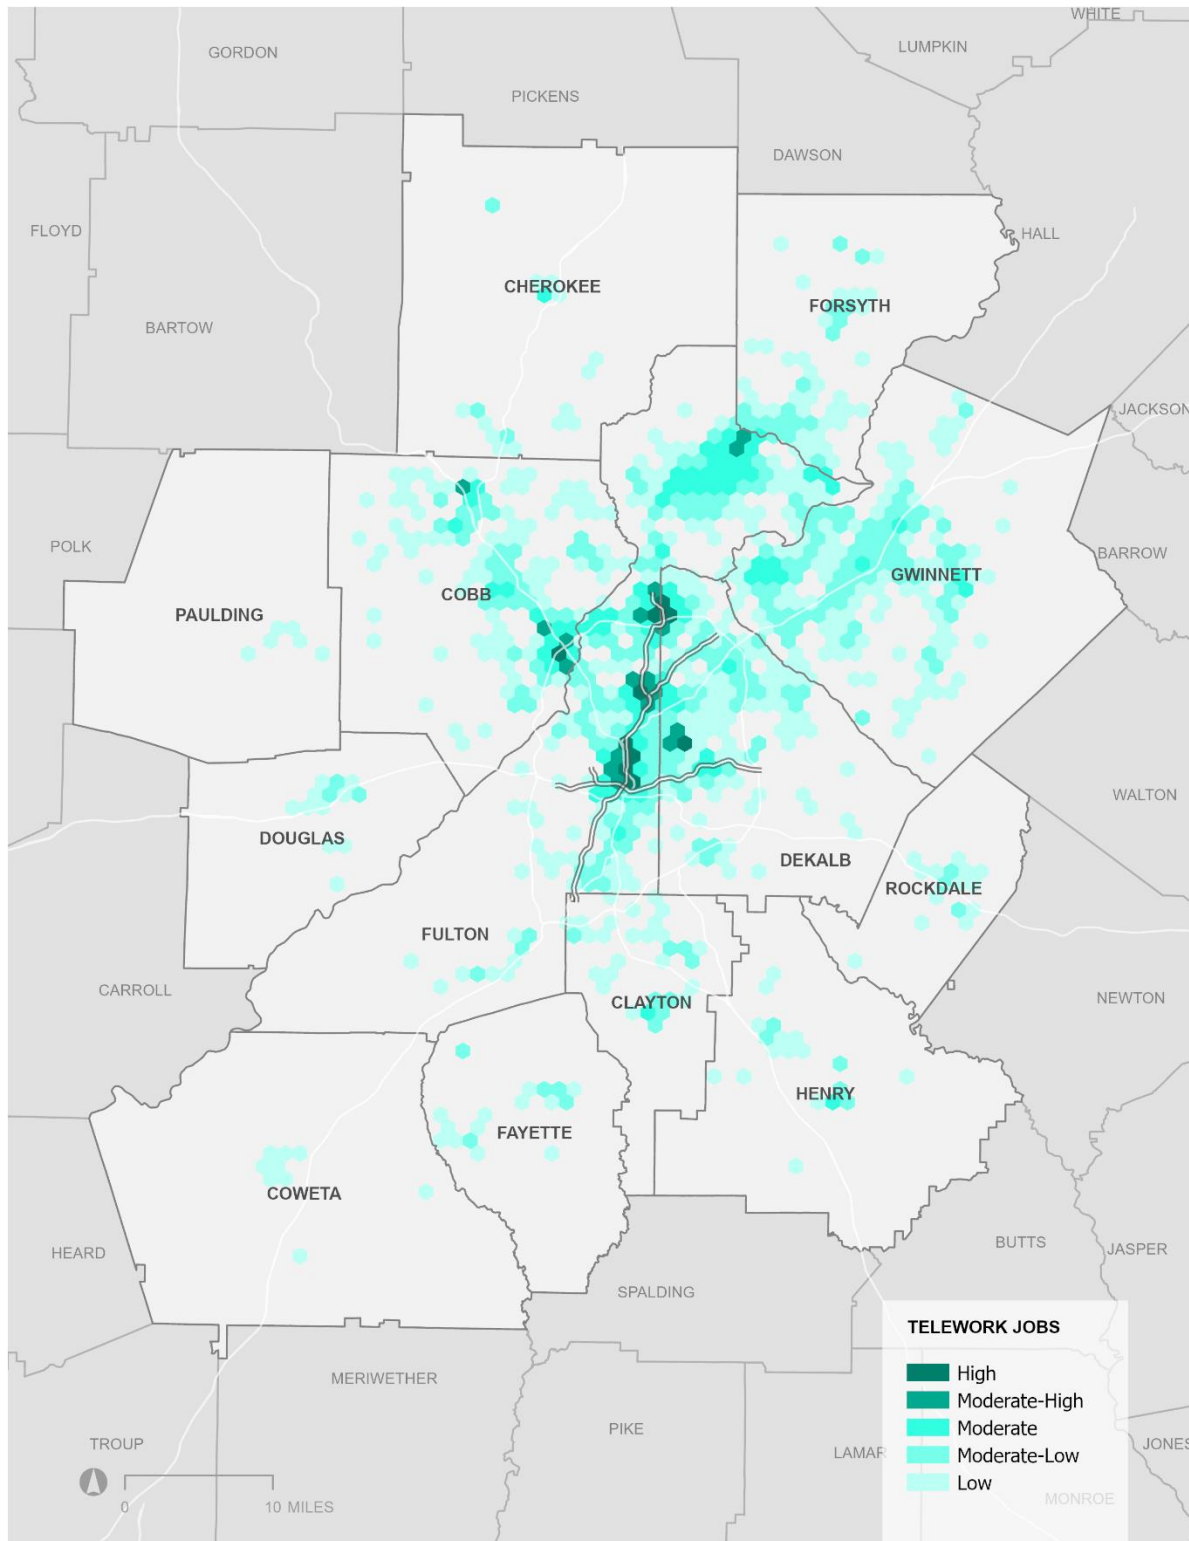 WHITE
LUMPKIN
GORDON
PICKENS
DAWSON
FLOYD
HALL
CHEROKEE
FORSYTH
BARTOW
JACKSON
POLK
BARROW
GWINNETT
COBB
PAULDING
WALTON
DOUGLAS
DEKALB
ROCKDALE
FULTON
CARROLL
NEWTON
CLAYTON
HENRY
FAYETTE
COWETA
BUTTS
JASPER
HEARD
SPALDING
TELEWORK JOBS
High
Moderate-High
Moderate
Moderate-Low
Low
MERIWETHER
PIKE
TROUP
LAMAR
JONES
MONROE
0 10 MILES